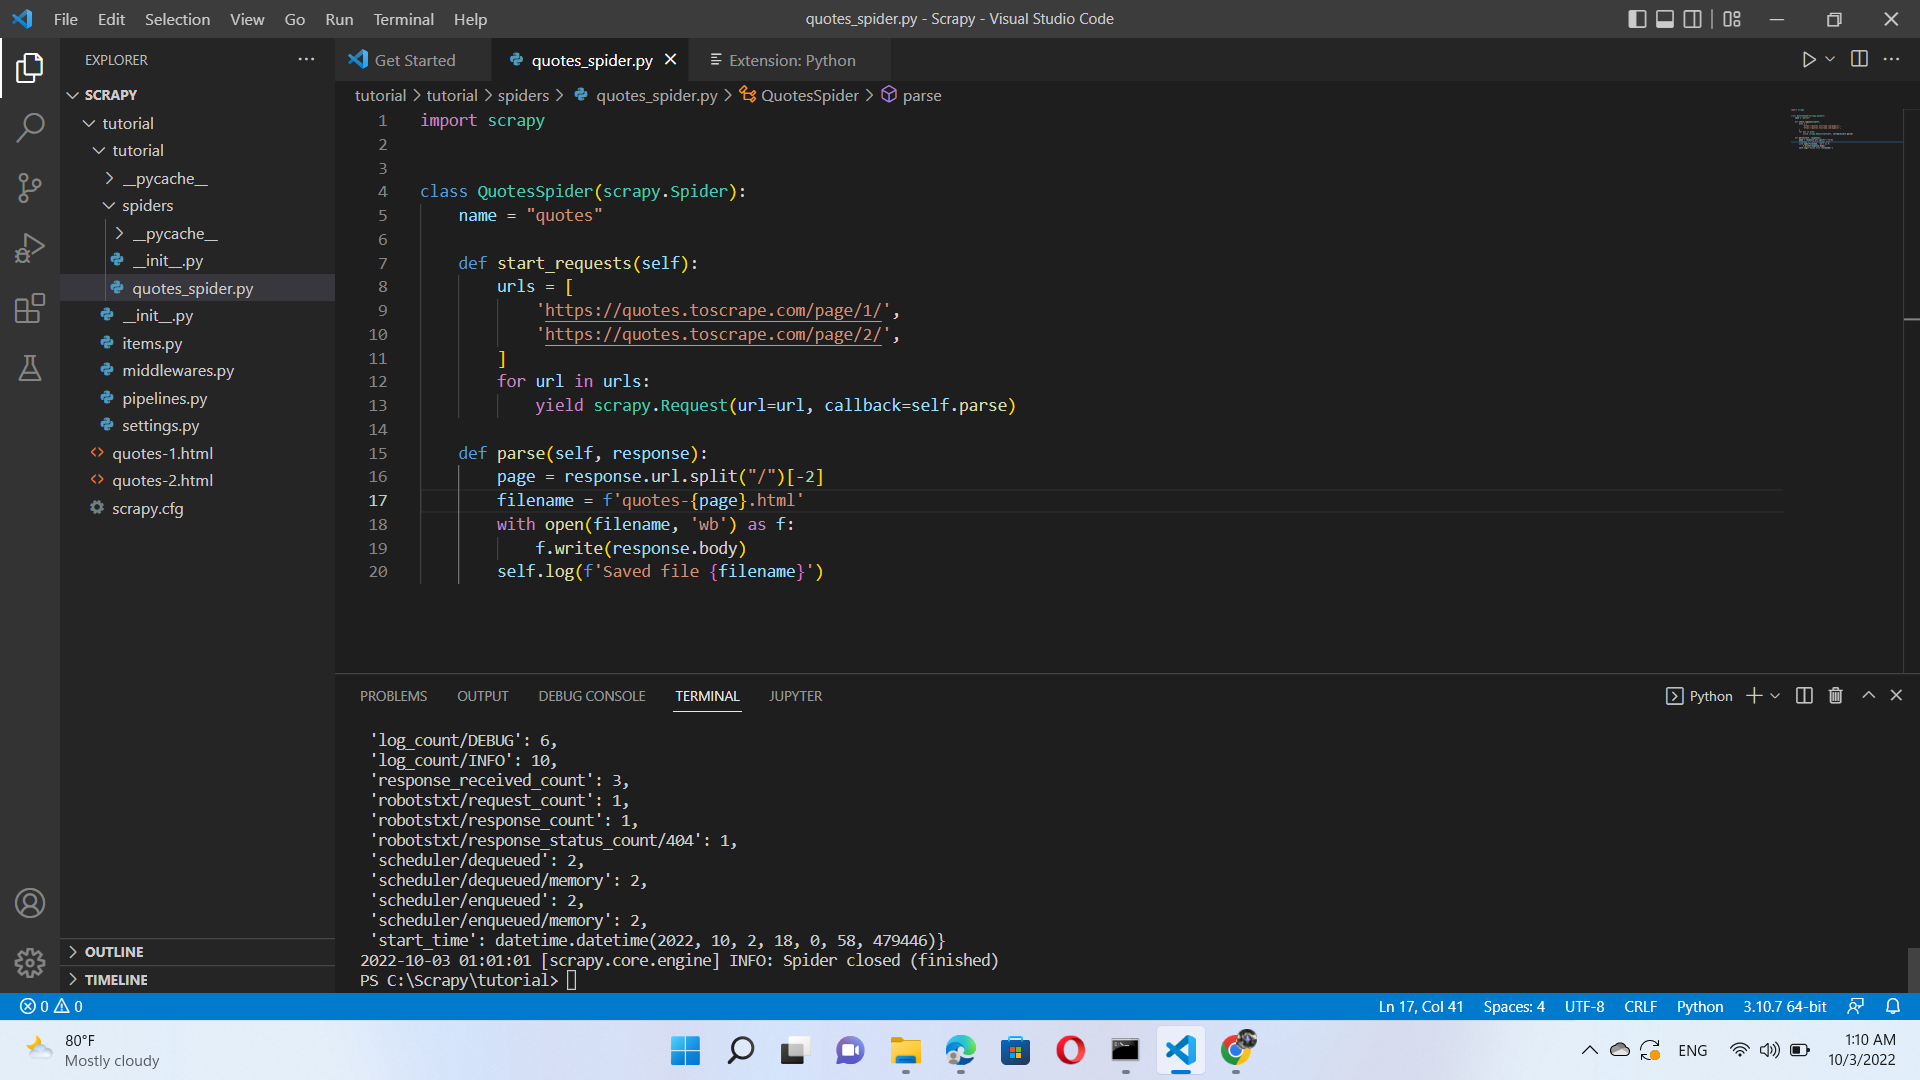 File Edit Selection View Go Run Terminal Help
quotes_spider.py - Scrapy - Visual Studio Code
EXPLORER
SCRAPY
tutorial
tutorial
__pycache__
spiders
__pycache__
__init__.py
quotes_spider.py
__init__.py
items.py
middlewares.py
pipelines.py
settings.py
quotes-1.html
quotes-2.html
scrapy.cfg
OUTLINE
TIMELINE
Get Started quotes_spider.py Extension: Python
tutorial > tutorial > spiders > quotes_spider.py > QuotesSpider > parse
1 import scrapy
2
3
4 class QuotesSpider(scrapy.Spider):
5     name = "quotes"
6
7     def start_requests(self):
8         urls = [
9             'https://quotes.toscrape.com/page/1/',
10             'https://quotes.toscrape.com/page/2/',
11         ]
12         for url in urls:
13             yield scrapy.Request(url=url, callback=self.parse)
14
15     def parse(self, response):
16         page = response.url.split("/")[-2]
17         filename = f'quotes-{page}.html'
18         with open(filename, 'wb') as f:
19             f.write(response.body)
20         self.log(f'Saved file {filename}')
PROBLEMS OUTPUT DEBUG CONSOLE TERMINAL JUPYTER
Python
'log_count/DEBUG': 6,
'log_count/INFO': 10,
'response_received_count': 3,
'robotstxt/request_count': 1,
'robotstxt/response_count': 1,
'robotstxt/response_status_count/404': 1,
'scheduler/dequeued': 2,
'scheduler/dequeued/memory': 2,
'scheduler/enqueued': 2,
'scheduler/enqueued/memory': 2,
'start_time': datetime.datetime(2022, 10, 2, 18, 0, 58, 479446)}
2022-10-03 01:01:01 [scrapy.core.engine] INFO: Spider closed (finished)
PS C:\Scrapy\tutorial>
0 0 Ln 17, Col 41 Spaces: 4 UTF-8 CRLF Python 3.10.7 64-bit
80°F
Mostly cloudy
ENG
1:10 AM
10/3/2022